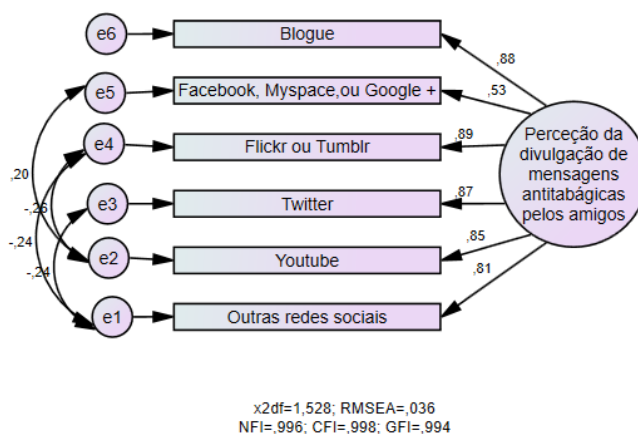 e6
Blogue
,88
e5
Facebook, Myspace,ou Google +
,53
e4
Flickr ou Tumblr
,89
Perceção da
divulgação de
mensagens
antitabágicas
pelos amigos
,20
e3
Twitter
,87
-,26
-,24
e2
Youtube
,85
-,24
e1
Outras redes sociais
,81
x2df=1,528; RMSEA=,036
NFI=,996; CFI=,998; GFI=,994